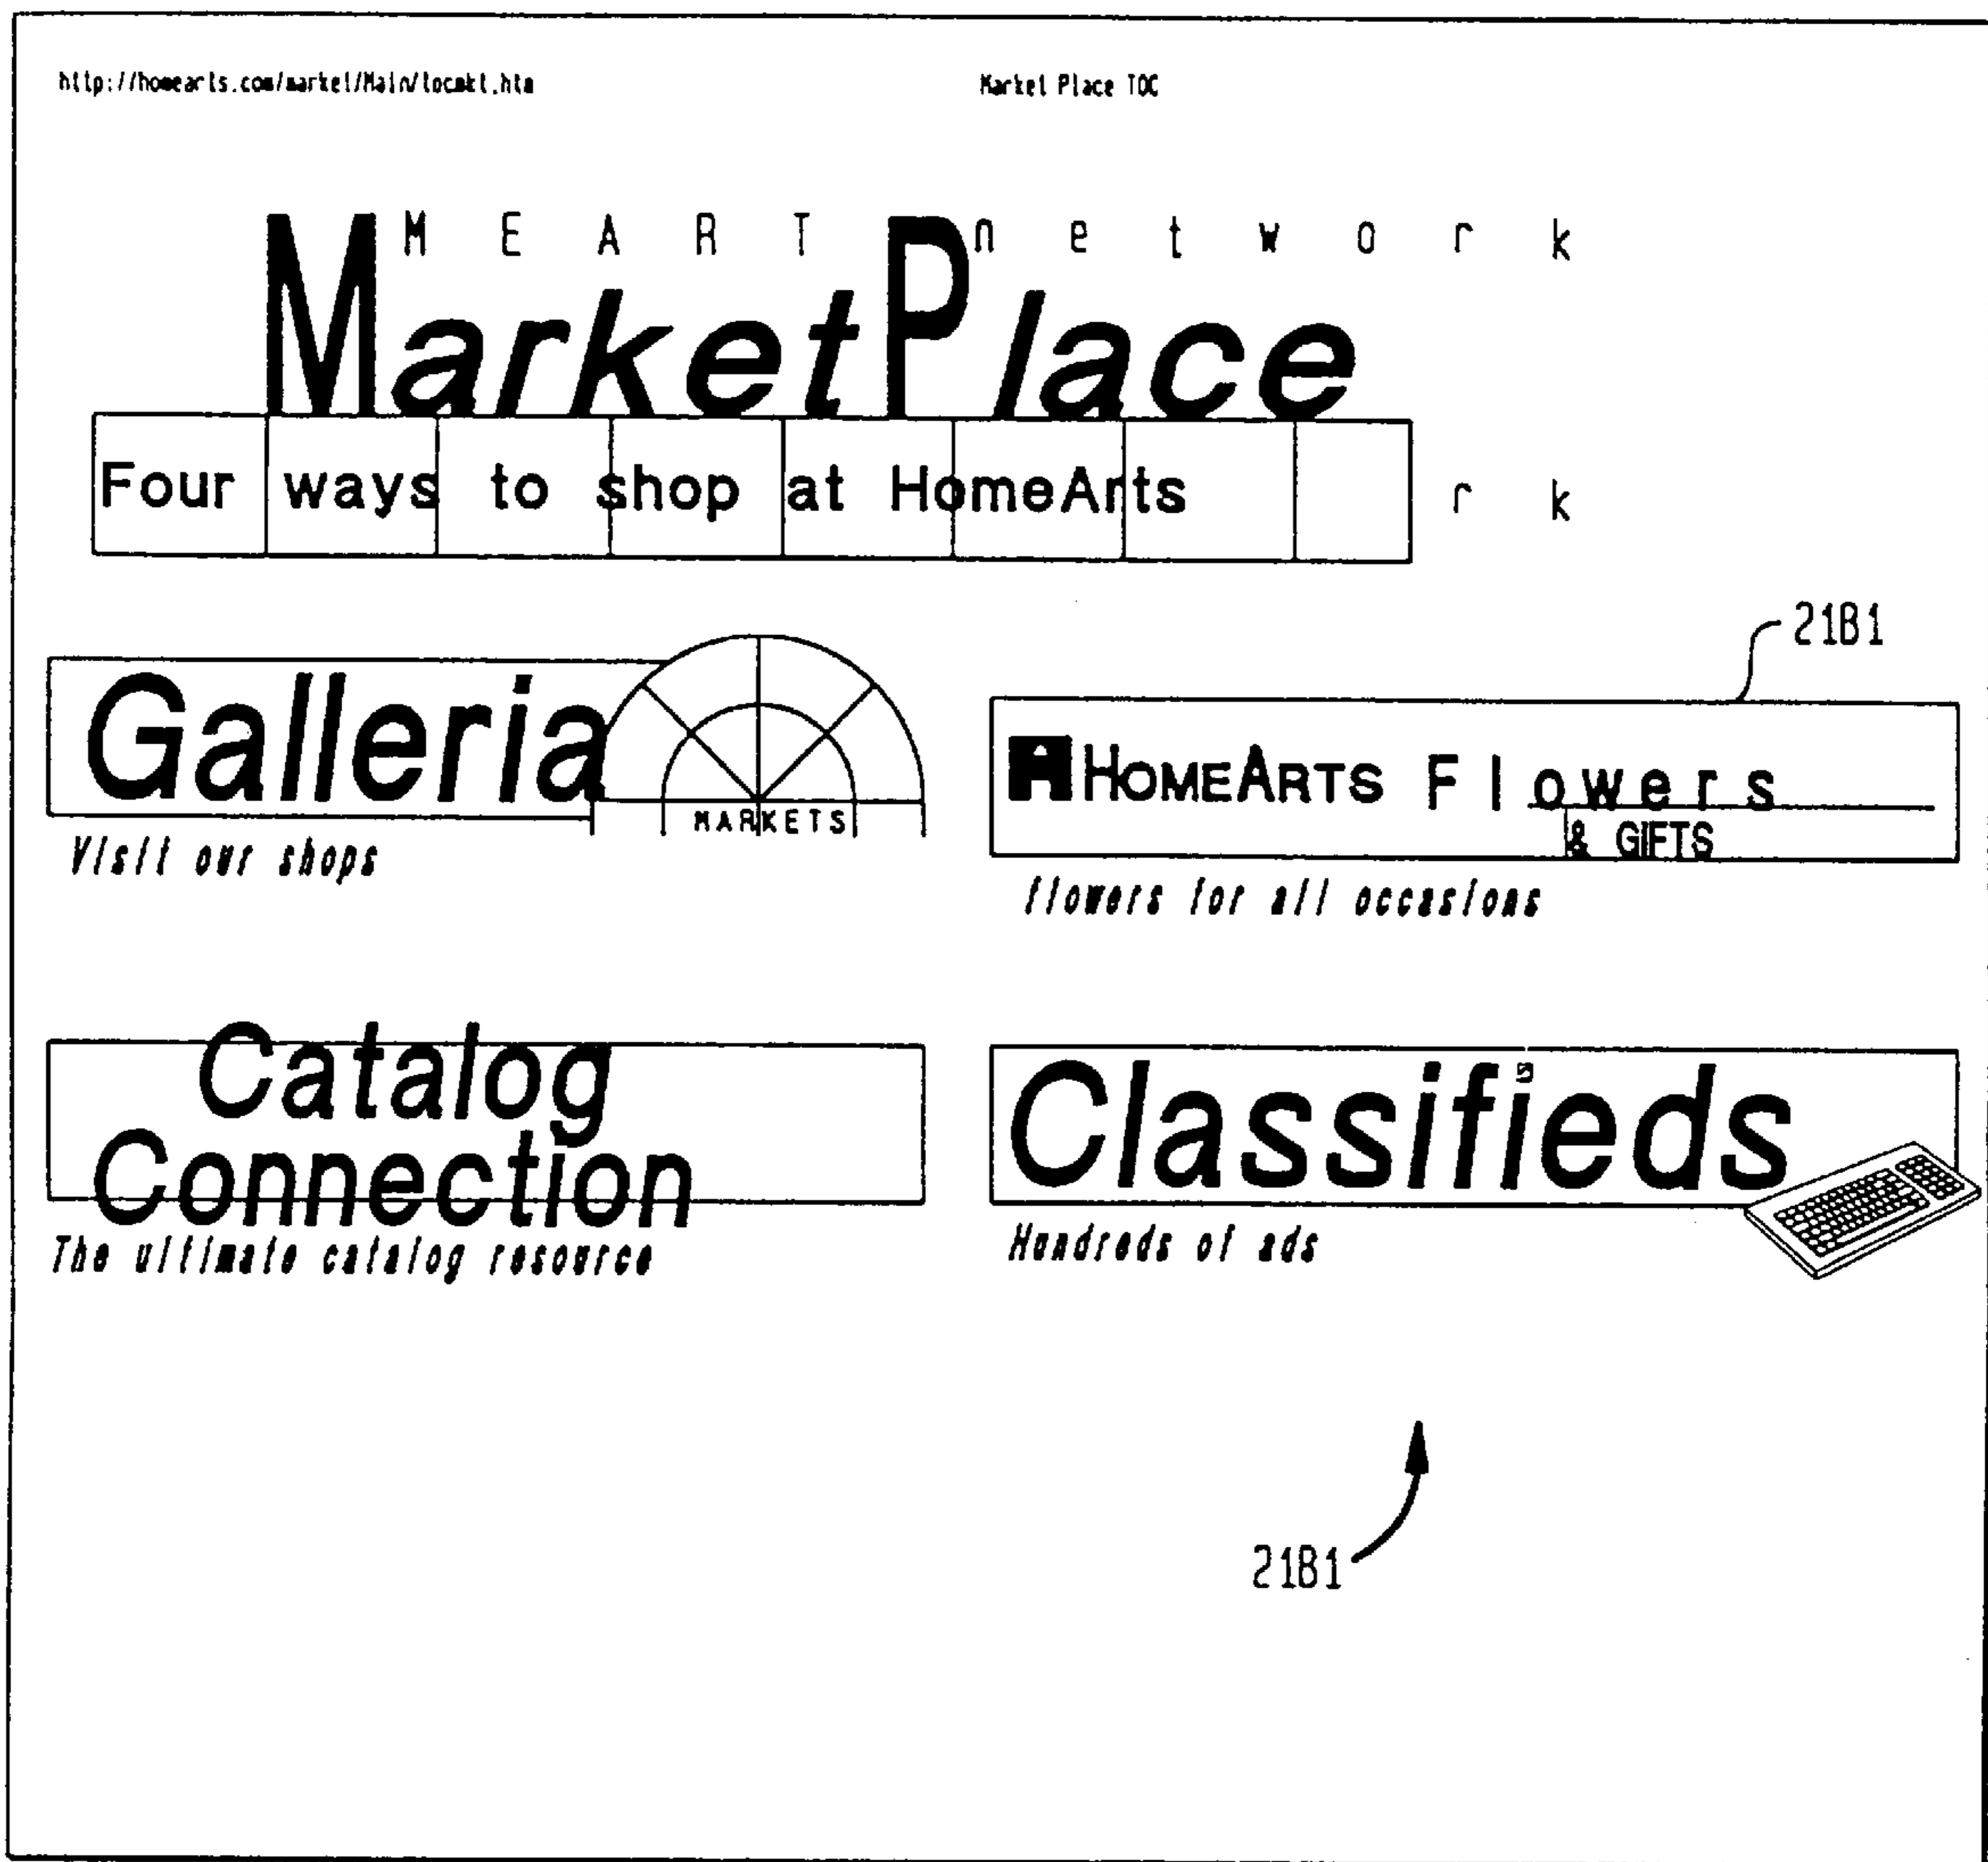 http://homearts.com/market/Main/tocmkt.htm
Market Place TOC
M E A R T n e t w o r k
MarketPlace
Four ways to shop at HomeArts
r k
21B1
Galleria
MARKETS
Visit our shops
A HOMEARTS Flowers
& GIFTS
flowers for all occasions
Catalog
Connection
The ultimate catalog resource
Classifieds
Hundreds of ads
21B1